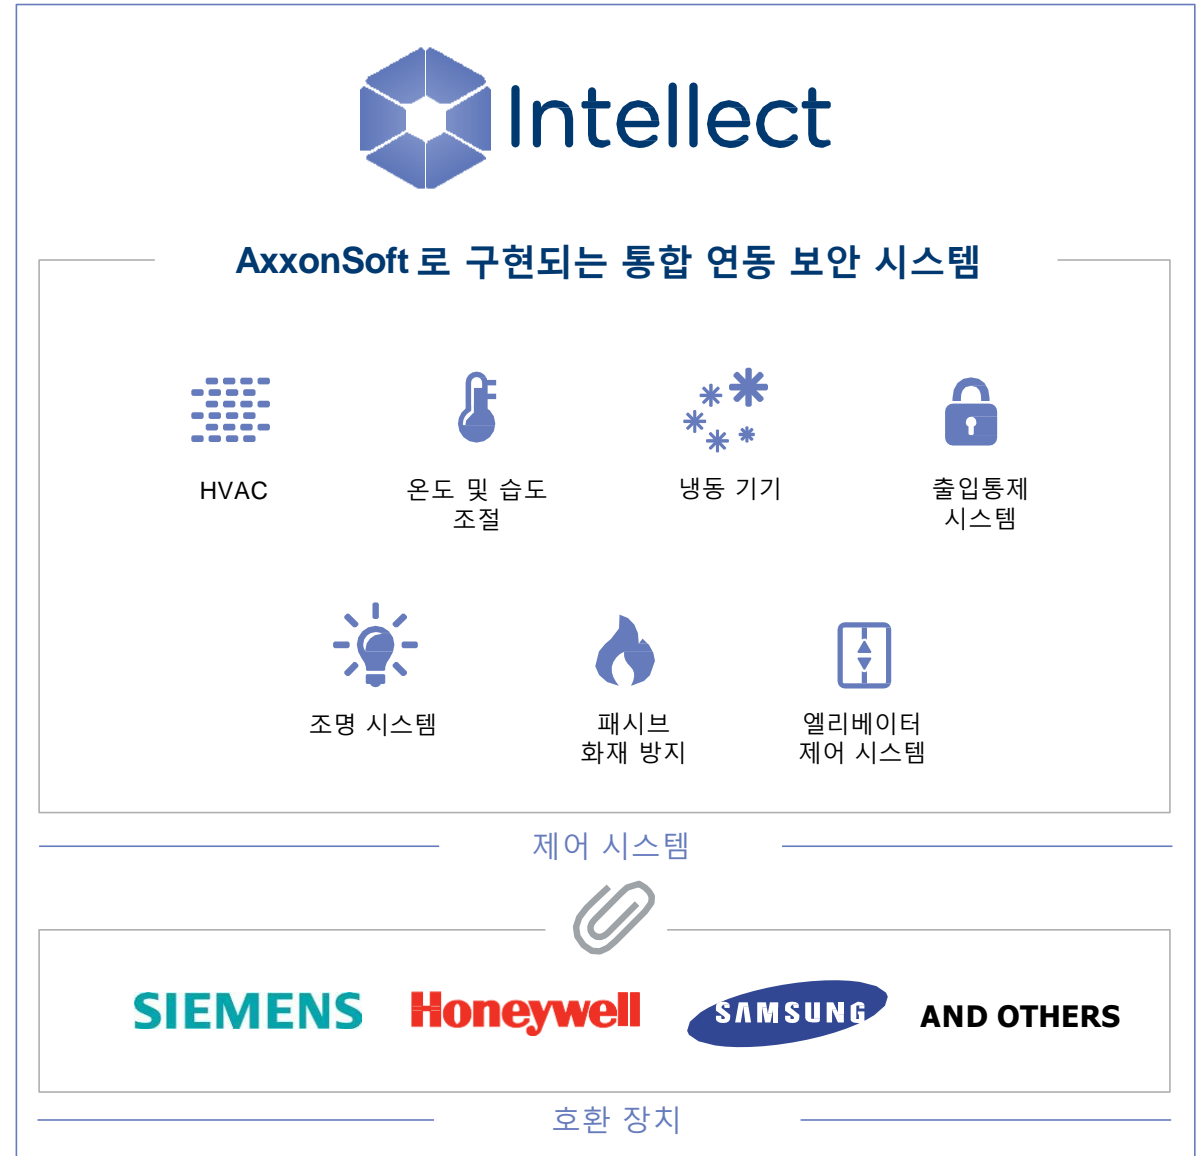 Intellect
AxxonSoft 로 구현되는 통합 연동 보안 시스템
HVAC
온도 및 습도
조절
냉동 기기
출입통제
시스템
조명 시스템
패시브
화재 방지
엘리베이터
제어 시스템
제어 시스템
SIEMENS
Honeywell
SAMSUNG
AND OTHERS
호환 장치